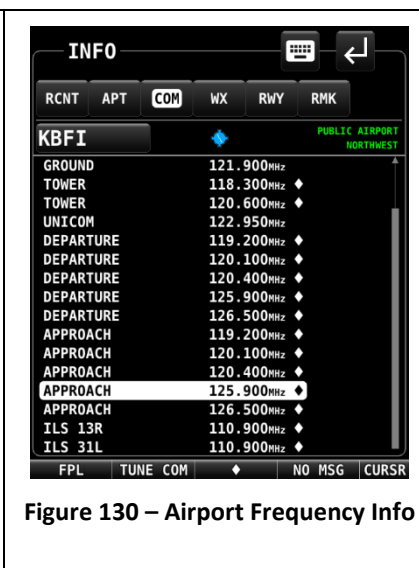 INFO
RCNT APT COM WX RWY RMK
KBFI PUBLIC AIRPORT
NORTHWEST
GROUND 121.900MHz
TOWER 118.300MHz ♦
TOWER 120.600MHz ♦
UNICOM 122.950MHz
DEPARTURE 119.200MHz ♦
DEPARTURE 120.100MHz ♦
DEPARTURE 120.400MHz ♦
DEPARTURE 125.900MHz ♦
DEPARTURE 126.500MHz ♦
APPROACH 119.200MHz ♦
APPROACH 120.100MHz ♦
APPROACH 120.400MHz ♦
APPROACH 125.900MHz ♦
APPROACH 126.500MHz ♦
ILS 13R 110.900MHz ♦
ILS 31L 110.900MHz ♦
FPL TUNE COM ♦ NO MSG CURSR
Figure 130 – Airport Frequency Info